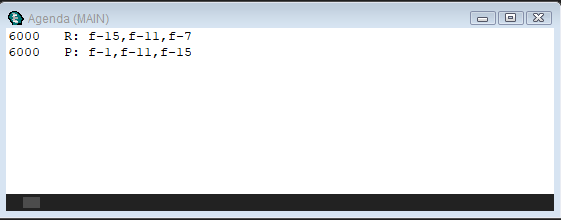 Agenda (MAIN)
6000   R: f-15,f-11,f-7
6000   P: f-1,f-11,f-15